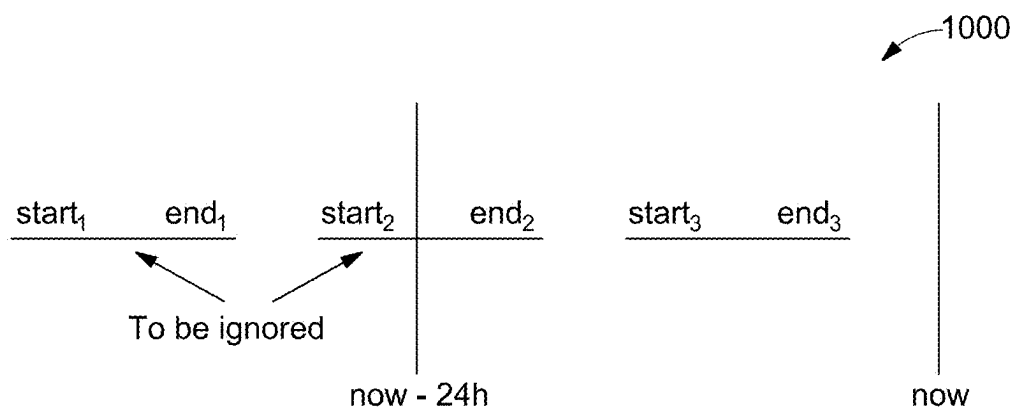 1000
start₁ end₁ start₂ end₂ start₃ end₃
To be ignored
now - 24h now